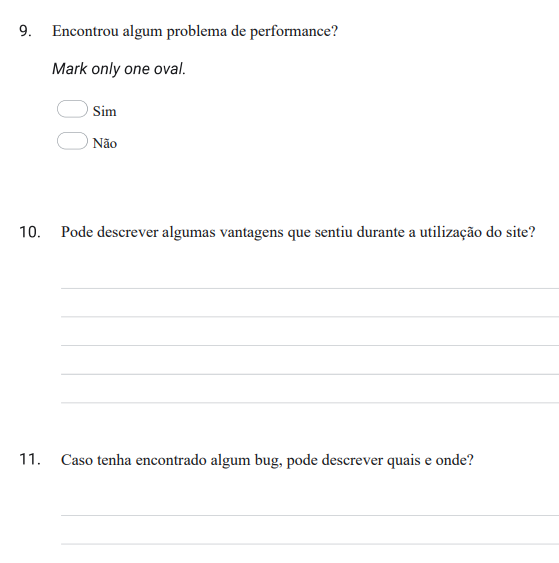 9. Encontrou algum problema de performance?
Mark only one oval.
Sim
Não
10. Pode descrever algumas vantagens que sentiu durante a utilização do site?
11. Caso tenha encontrado algum bug, pode descrever quais e onde?